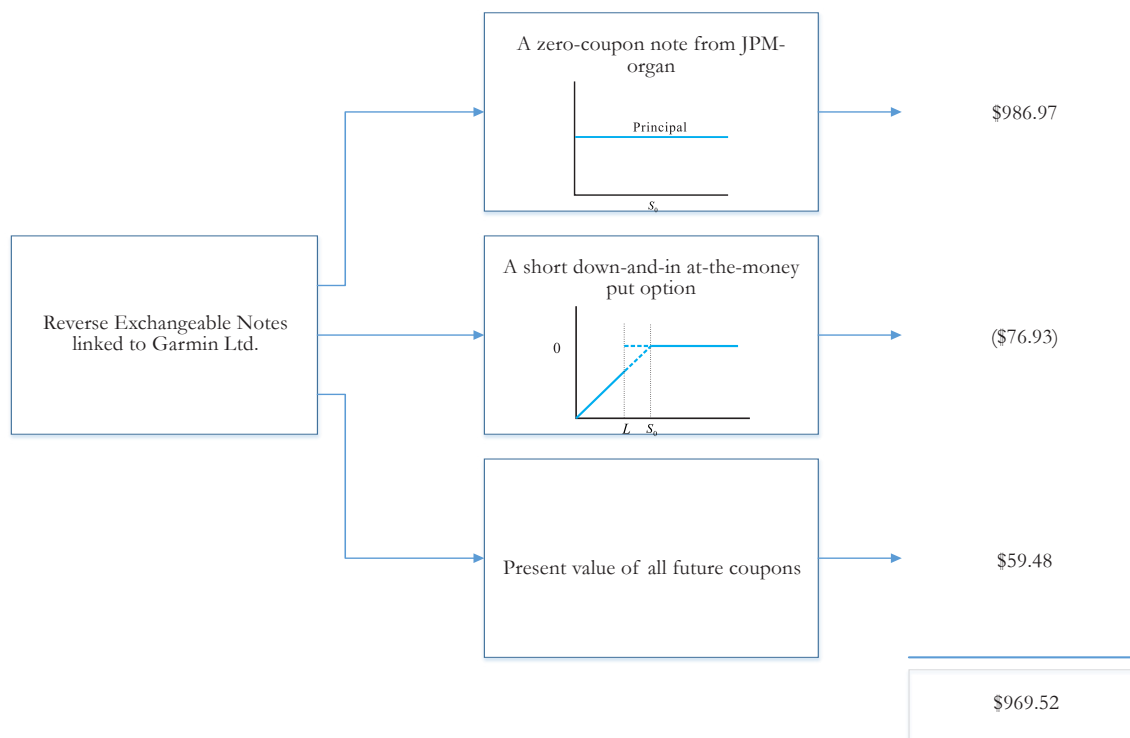 A zero-coupon note from JPM-
organ
Principal
S₀
$986.97
Reverse Exchangeable Notes
linked to Garmin Ltd.
A short down-and-in at-the-money
put option
0
L S₀
($76.93)
Present value of all future coupons
$59.48
$969.52